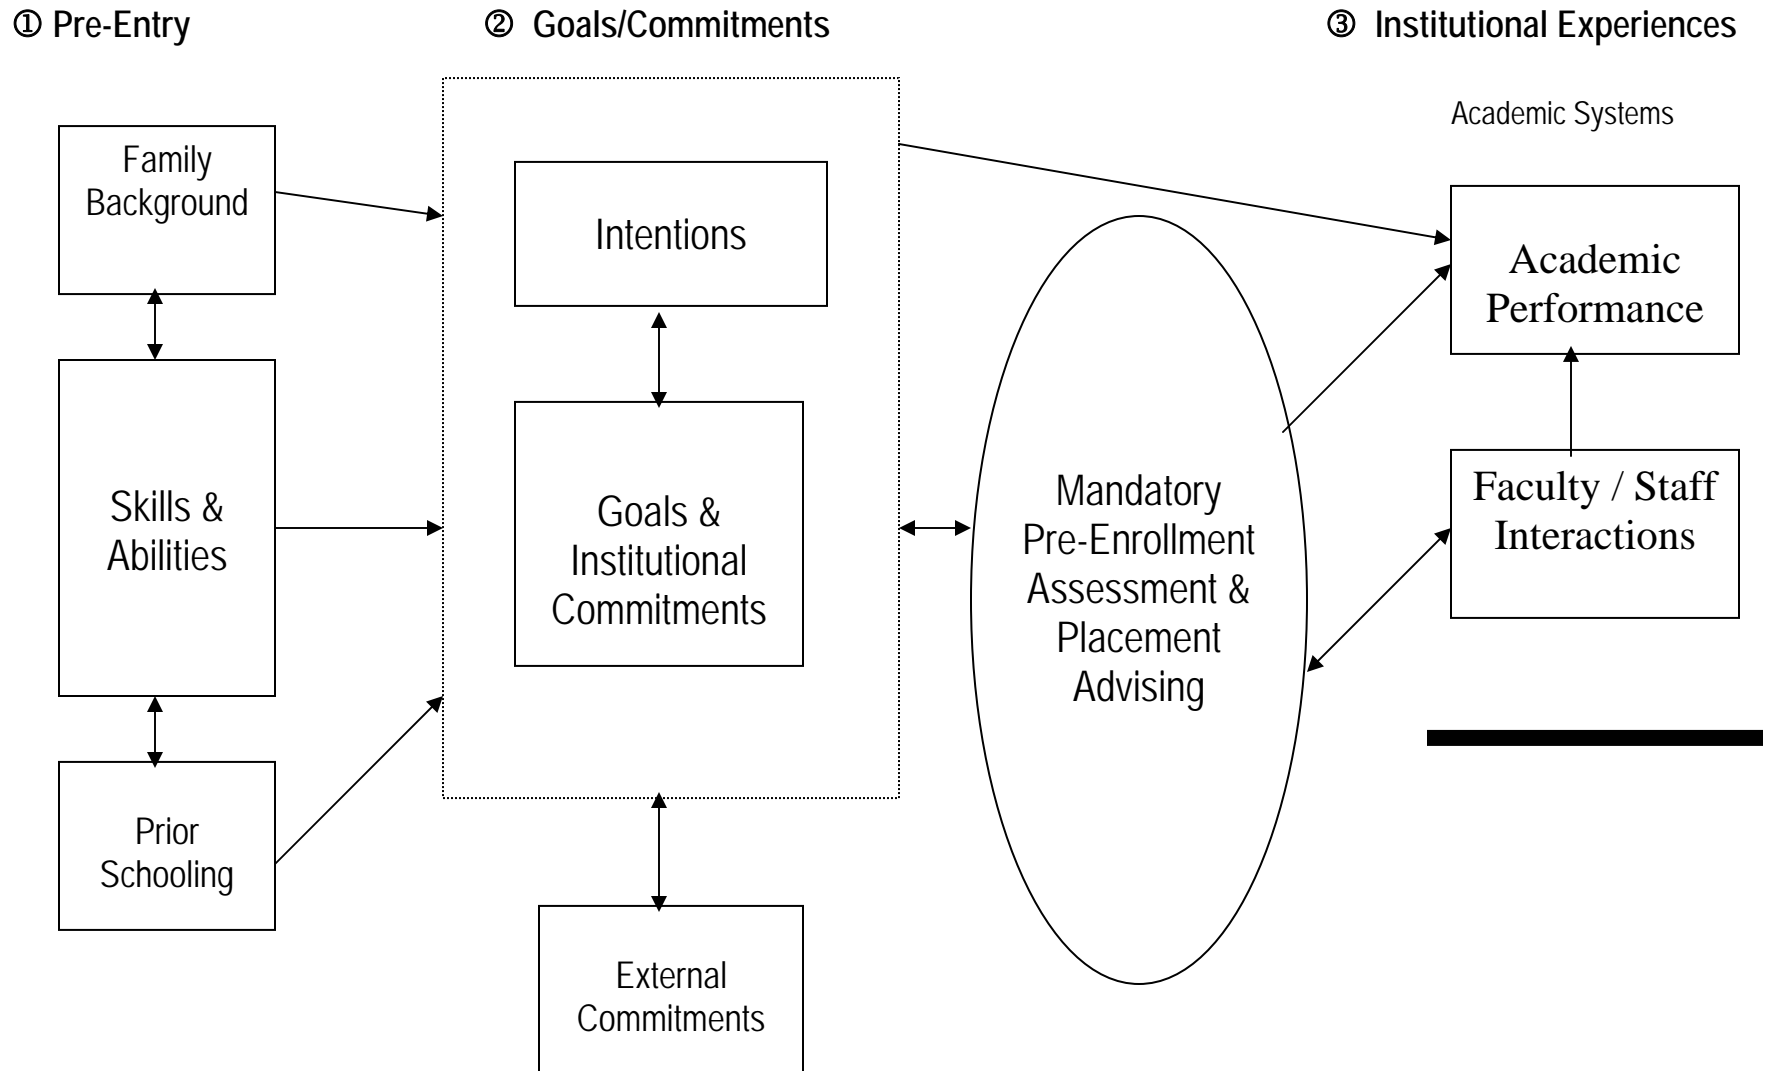 ① Pre-Entry
② Goals/Commitments
③ Institutional Experiences
Academic Systems
Family
Background
Intentions
Academic
Performance
Skills &
Abilities
Goals &
Institutional
Commitments
Mandatory
Pre-Enrollment
Assessment &
Placement
Advising
Faculty / Staff
Interactions
Prior
Schooling
External
Commitments